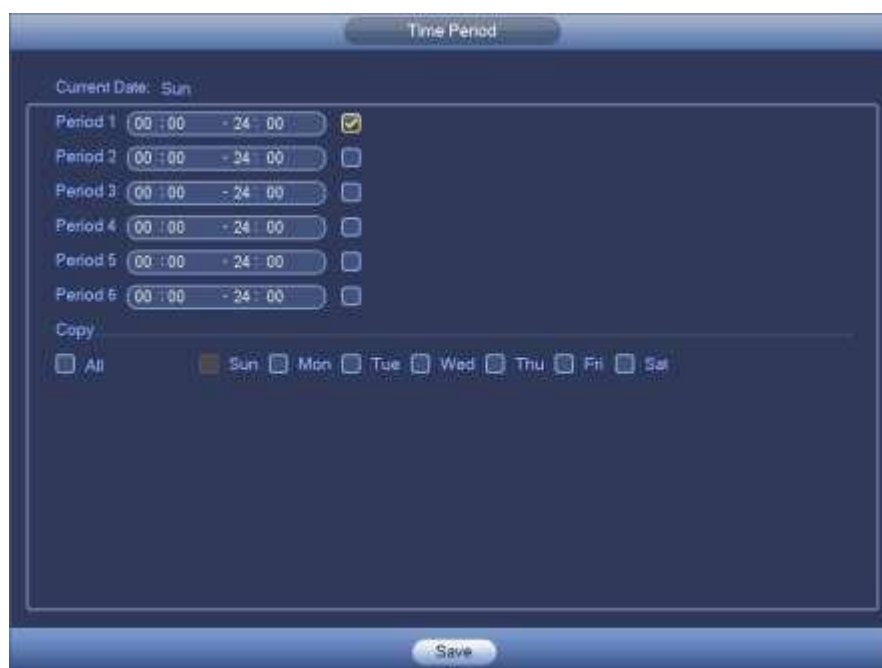 Time Period
Current Date: Sun
Period 1 00 : 00 - 24 : 00
Period 2 00 : 00 - 24 : 00
Period 3 00 : 00 - 24 : 00
Period 4 00 : 00 - 24 : 00
Period 5 00 : 00 - 24 : 00
Period 6 00 : 00 - 24 : 00
Copy
All Sun Mon Tue Wed Thu Fri Sat
Save